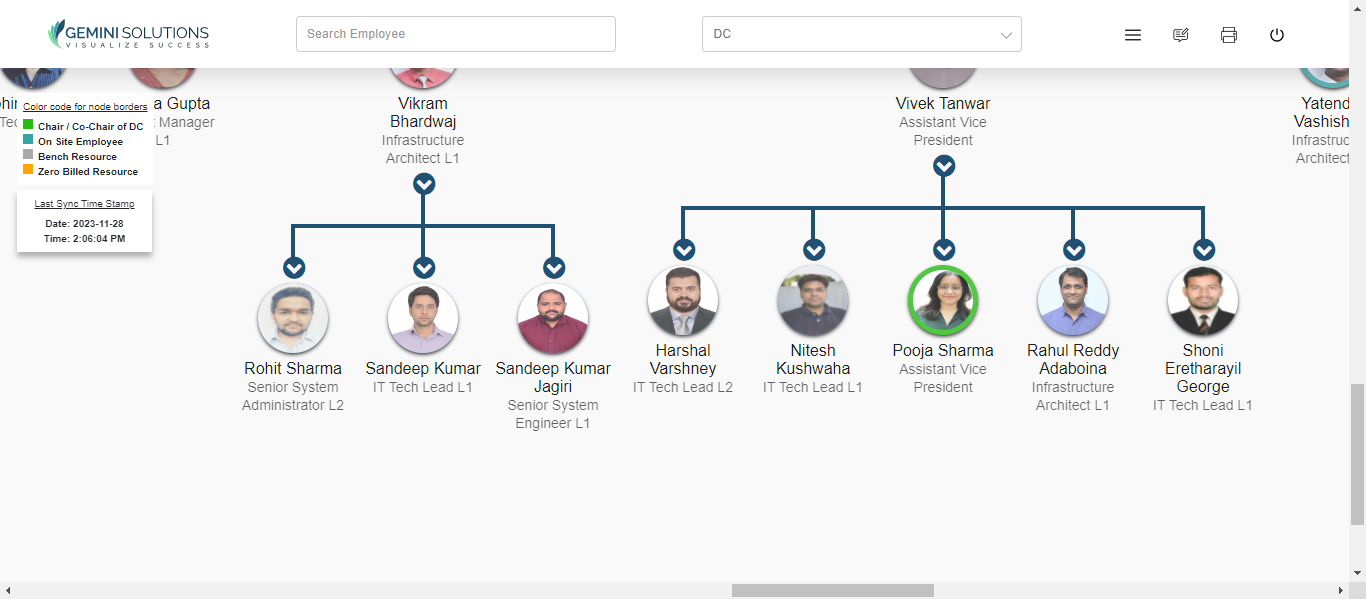 GEMINI SOLUTIONS
VISUALIZE SUCCESS
Search Employee
DC
a Gupta
Manager
L1
Color code for node borders
Chair / Co-Chair of DC
On Site Employee
Bench Resource
Zero Billed Resource
Last Sync Time Stamp
Date: 2023-11-28
Time: 2:06:04 PM
Vikram
Bhardwaj
Infrastructure
Architect L1
Vivek Tanwar
Assistant Vice
President
Yatend
Vashish
Infrastruc
Architect
Rohit Sharma
Senior System
Administrator L2
Sandeep Kumar
IT Tech Lead L1
Sandeep Kumar
Jagiri
Senior System
Engineer L1
Harshal
Varshney
IT Tech Lead L2
Nitesh
Kushwaha
IT Tech Lead L1
Pooja Sharma
Assistant Vice
President
Rahul Reddy
Adaboina
Infrastructure
Architect L1
Shoni
Eretharayil
George
IT Tech Lead L1